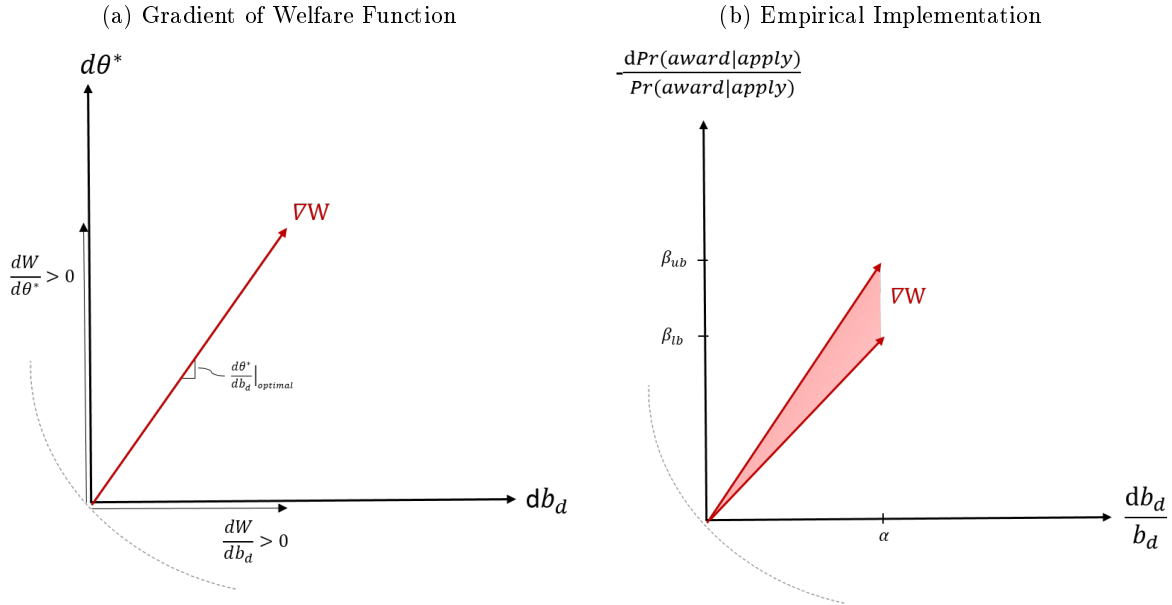 (a) Gradient of Welfare Function
dθ*
∇W
dW/dθ* > 0
dθ*/db_d |optimal
db_d
dW/db_d > 0
(b) Empirical Implementation
-dPr(award|apply)/Pr(award|apply)
β_ub
∇W
β_lb
α
db_d/b_d